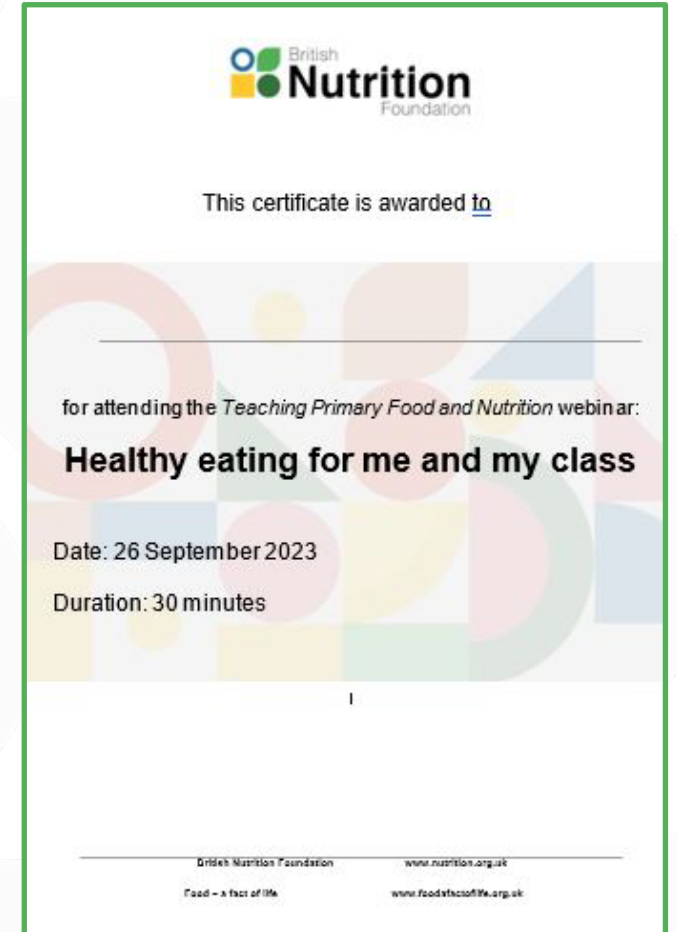 British
Nutrition
Foundation
This certificate is awarded to
for attending the Teaching Primary Food and Nutrition webinar:
Healthy eating for me and my class
Date: 26 September 2023
Duration: 30 minutes
British Nutrition Foundation www.nutrition.org.uk
Food – a fact of life www.foodafactoflife.org.uk